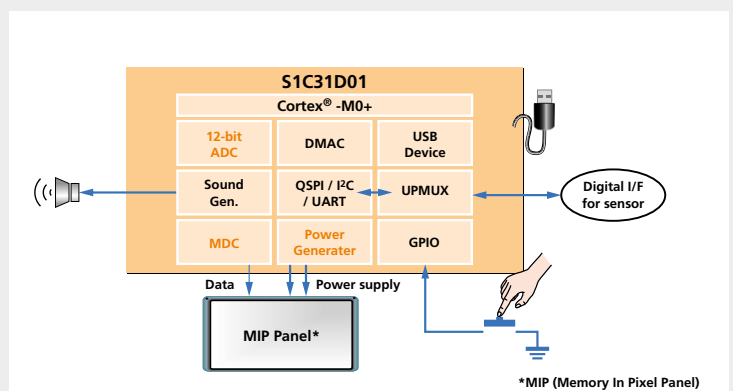 S1C31D01
Cortex® -M0+
12-bit
ADC
DMAC
USB
Device
Sound
Gen.
QSPI / I²C
/ UART
UPMUX
Digital I/F
for sensor
MDC
Power
Generater
GPIO
Data
Power supply
MIP Panel*
*MIP (Memory In Pixel Panel)